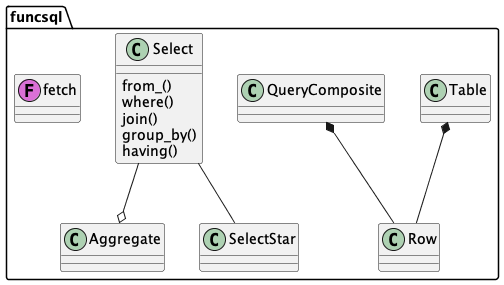 funcsql
F fetch
C Select
from_()
where()
join()
group_by()
having()
C QueryComposite
C Table
C Aggregate
C SelectStar
C Row